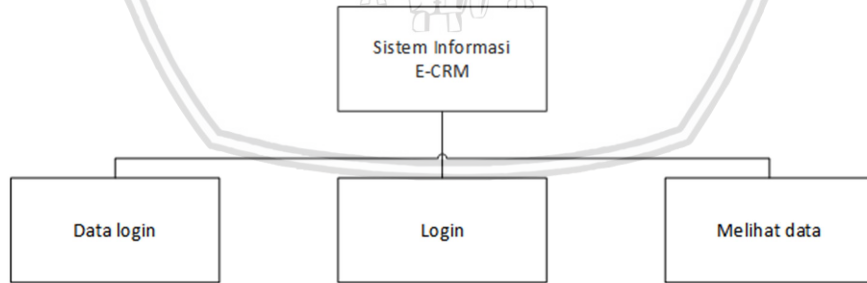 Sistem Informasi
E-CRM
Data login
Login
Melihat data